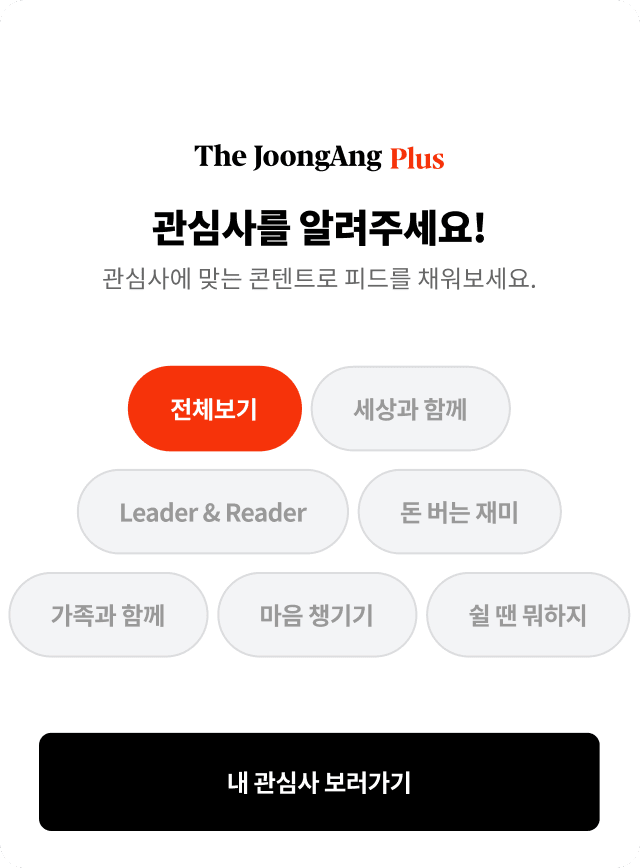 The JoongAng Plus
관심사를 알려주세요!
관심사에 맞는 콘텐트로 피드를 채워보세요.
전체보기 세상과 함께
Leader & Reader 돈 버는 재미
가족과 함께 마음 챙기기 쉴 땐 뭐하지
내 관심사 보러가기